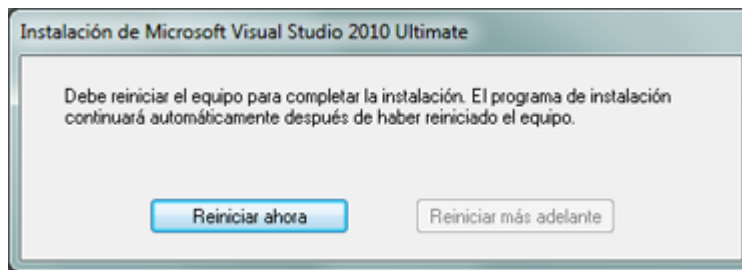 Instalación de Microsoft Visual Studio 2010 Ultimate
Debe reiniciar el equipo para completar la instalación. El programa de instalación
continuará automáticamente después de haber reiniciado el equipo.
Reiniciar ahora
Reiniciar más adelante